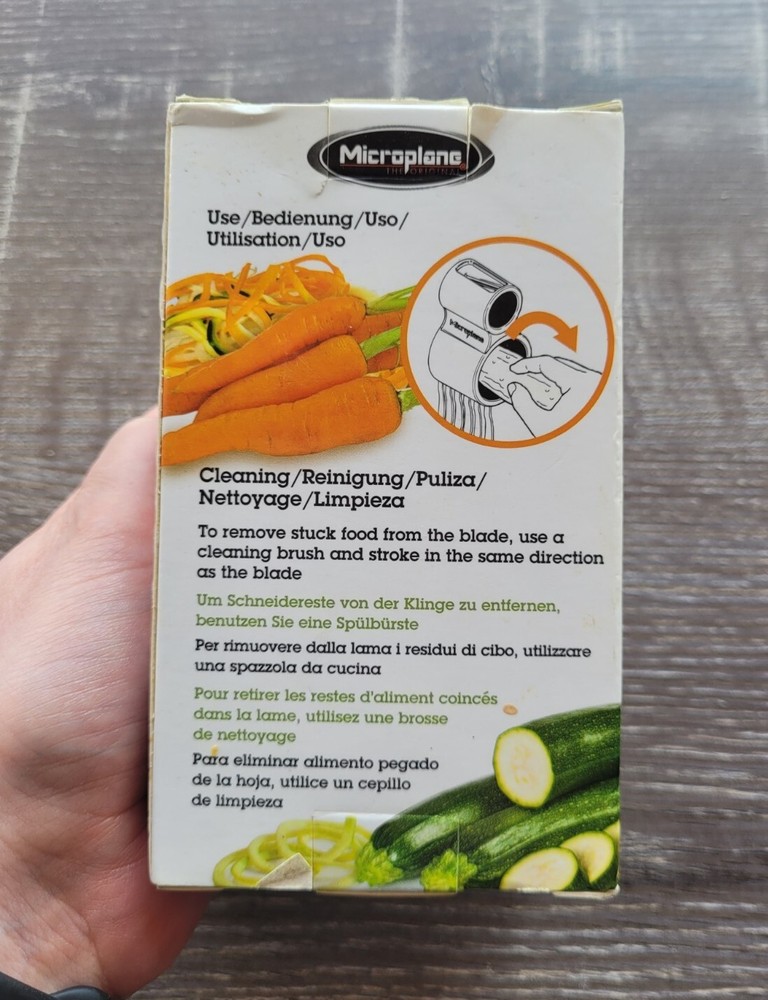 Microplane
THE ORIGINAL
Use/Bedienung/Uso/
Utilisation/Uso
Microplane
Cleaning/Reinigung/Puliza/
Nettoyage/Limpieza
To remove stuck food from the blade, use a
cleaning brush and stroke in the same direction
as the blade
Um Schneidereste von der Klinge zu entfernen,
benutzen Sie eine Spülbürste
Per rimuovere dalla lama i residui di cibo, utilizzare
una spazzola da cucina
Pour retirer les restes d'aliment coincés
dans la lame, utilisez une brosse
de nettoyage
Para eliminar alimento pegado
de la hoja, utilice un cepillo
de limpieza